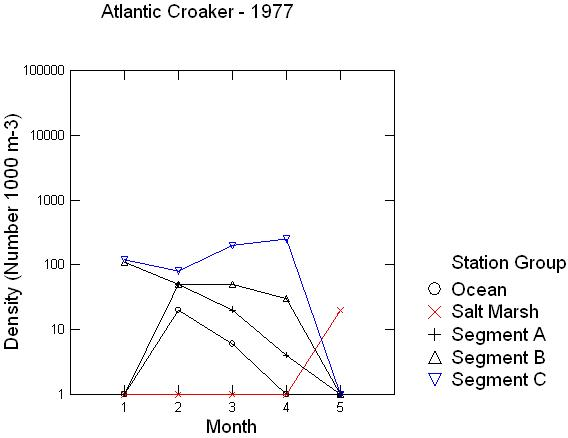 Atlantic Croaker - 1977
100000
10000
1000
100
10
1
Density (Number 1000 m-3)
1 2 3 4 5
Month
Station Group
Ocean
Salt Marsh
Segment A
Segment B
Segment C